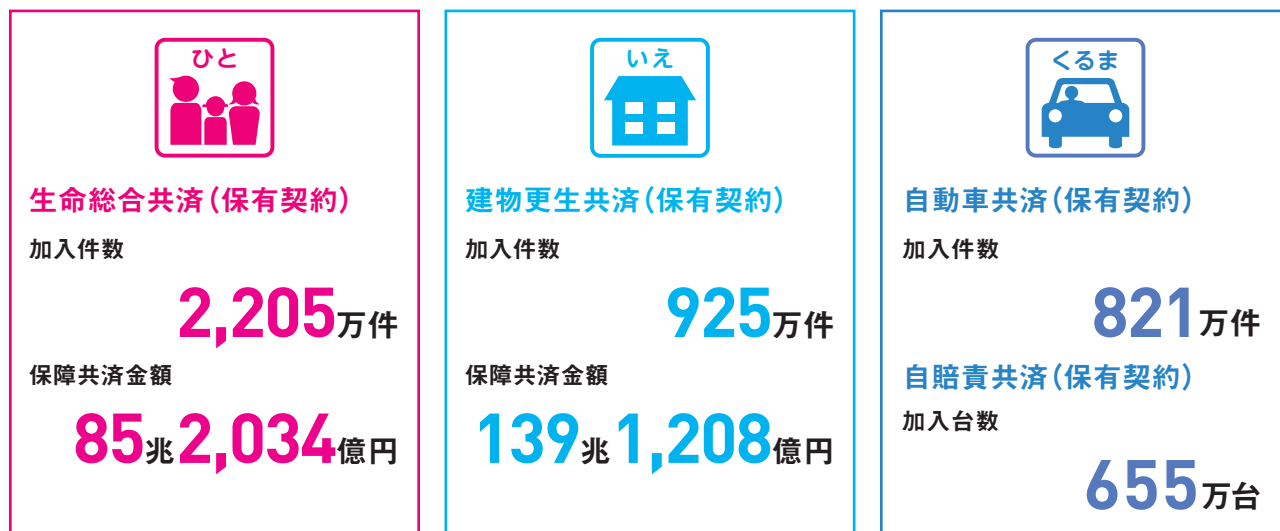 ひと
生命総合共済(保有契約)
加入件数
2,205万件
保障共済金額
85兆2,034億円
いえ
建物更生共済(保有契約)
加入件数
925万件
保障共済金額
139兆1,208億円
くるま
自動車共済(保有契約)
加入件数
821万件
自賠責共済(保有契約)
加入台数
655万台